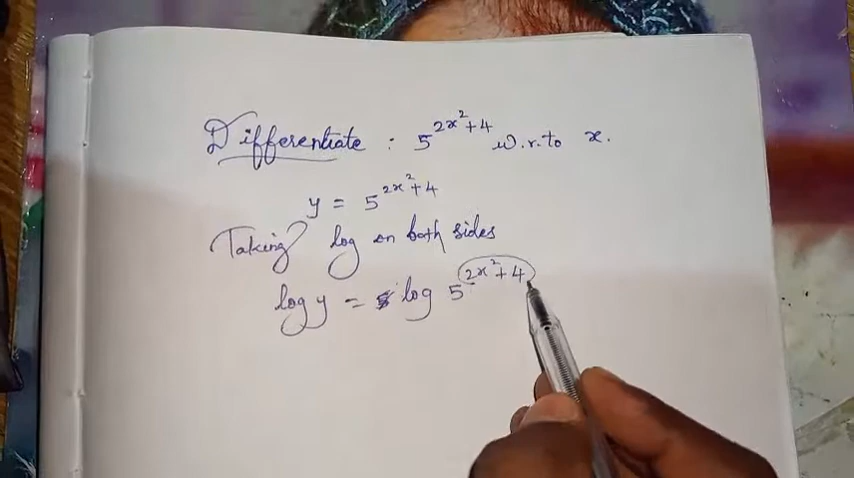 Differentiate : 5^{2x²+4} w.r.to x.
y = 5^{2x²+4}
Taking log on both sides
log y = log 5^{2x²+4}